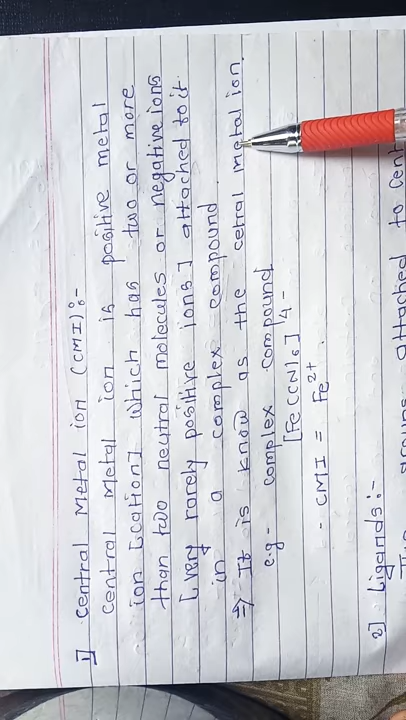 1] Central Metal ion (CMI):-
Central Metal ion is positive metal
ion [cation] which has two or more
than two neutral molecules or negative ions
[very rarely positive ions] attached to it
in a complex compound.
⇒ It is know as the cetral metal ion.
e.g- complex compound
[Fe(CN)6]4-
- CMI = Fe2+.
2] Ligands:-
groups attached to cent